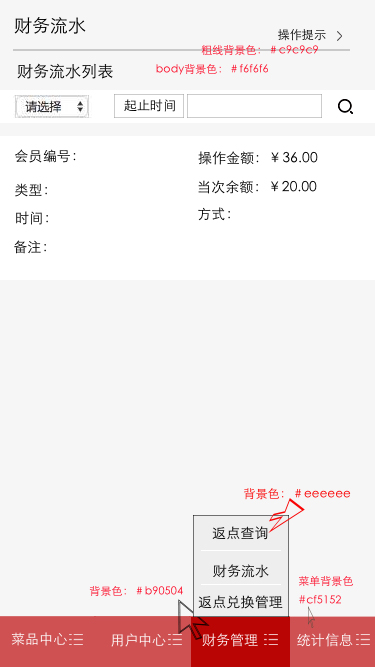 财务流水
操作提示
粗线背景色：#c9c9c9
财务流水列表
body背景色：#f6f6f6
请选择
起止时间
会员编号：
操作金额：￥36.00
类型：
当次余额：￥20.00
时间：
方式：
备注：
背景色：#eeeeee
返点查询
财务流水
返点兑换管理
背景色：#b90504
菜单背景色
#cf5152
菜品中心
用户中心
财务管理
统计信息